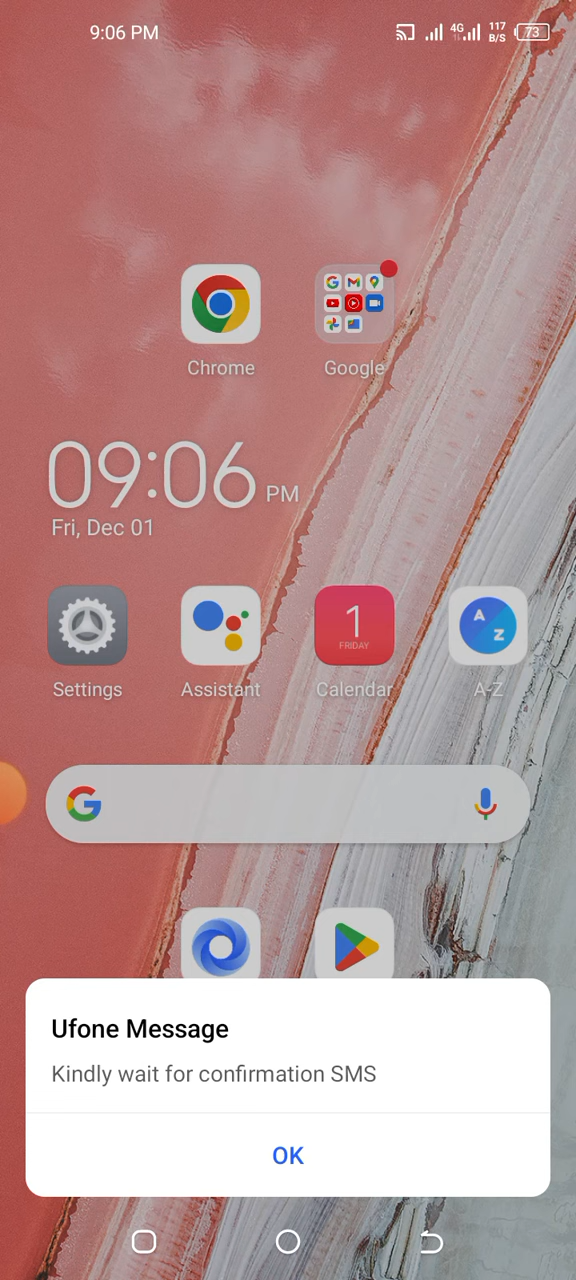 9:06 PM
4G
117
B/S
73
Chrome
Google
09:06 PM
Fri, Dec 01
1
FRIDAY
Settings
Assistant
Calendar
A
Z
A-Z
Ufone Message
Kindly wait for confirmation SMS
OK